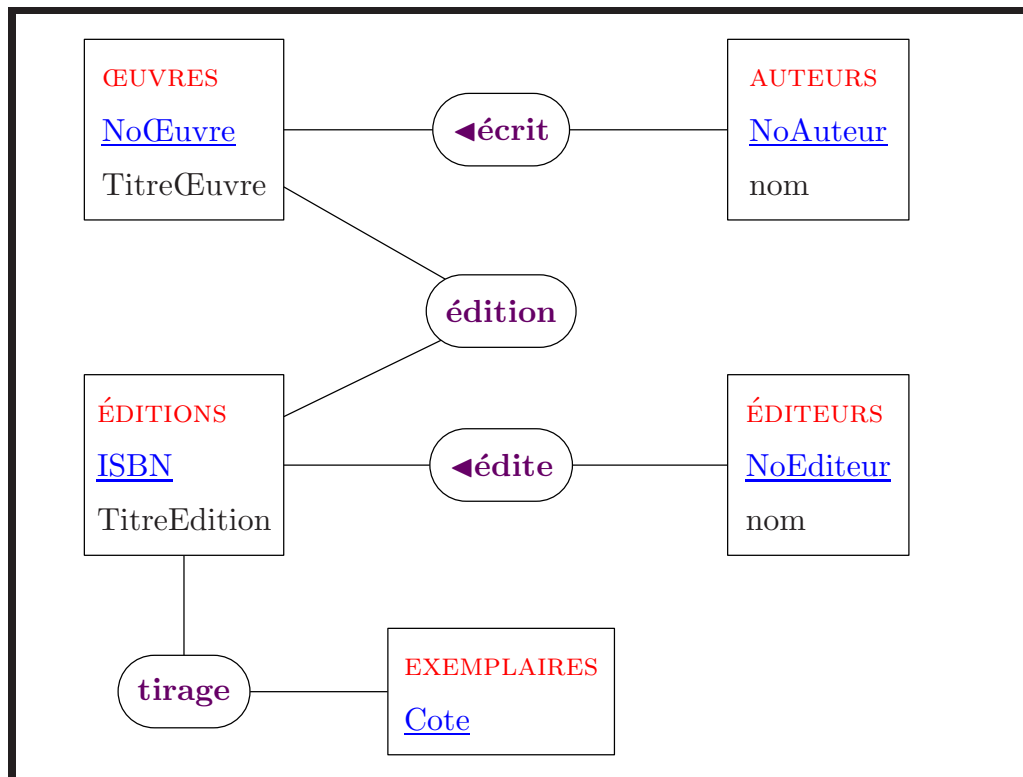 ŒUVRES
NoŒuvre
TitreŒuvre
◀écrit
AUTEURS
NoAuteur
nom
édition
ÉDITIONS
ISBN
TitreEdition
◀édite
ÉDITEURS
NoEditeur
nom
tirage
EXEMPLAIRES
Cote